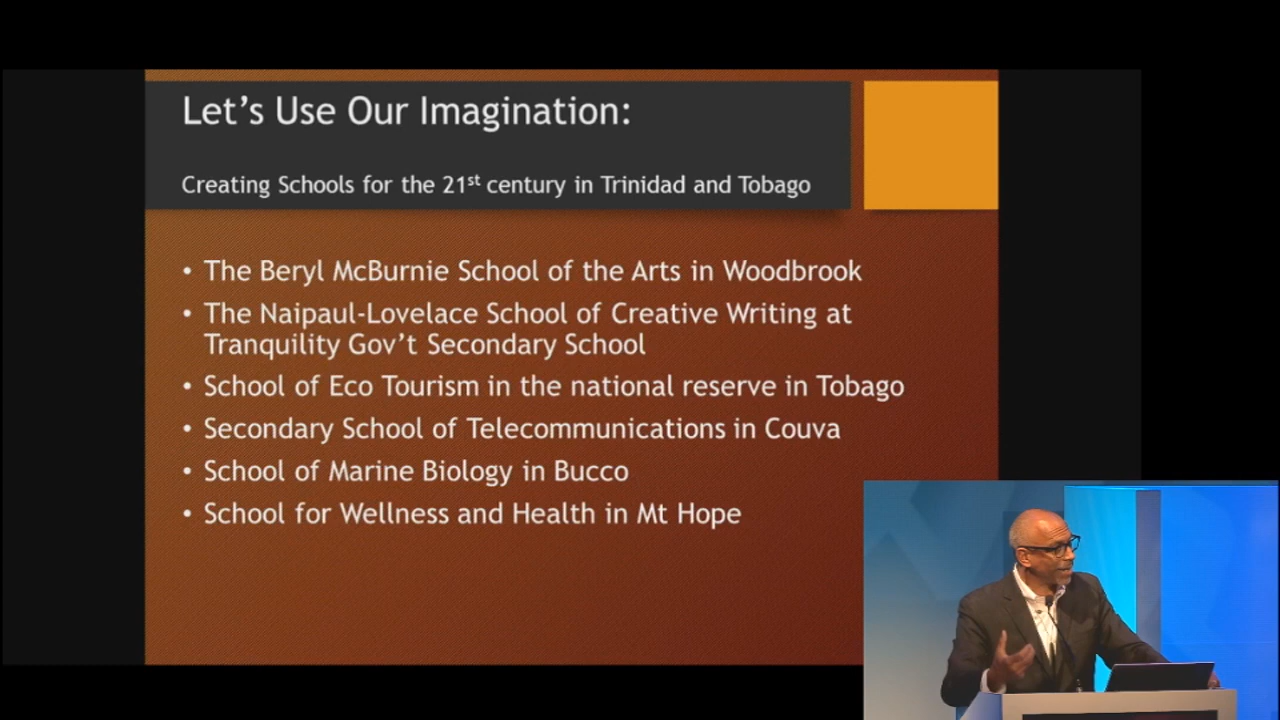 Let's Use Our Imagination:
Creating Schools for the 21st century in Trinidad and Tobago
• The Beryl McBurnie School of the Arts in Woodbrook
• The Naipaul-Lovelace School of Creative Writing at
Tranquility Gov't Secondary School
• School of Eco Tourism in the national reserve in Tobago
• Secondary School of Telecommunications in Couva
• School of Marine Biology in Bucco
• School for Wellness and Health in Mt Hope